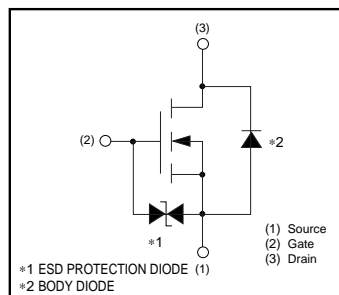 (3)
(2)
∗2
∗1
(1)
(1) Source
(2) Gate
(3) Drain
∗1 ESD PROTECTION DIODE
∗2 BODY DIODE